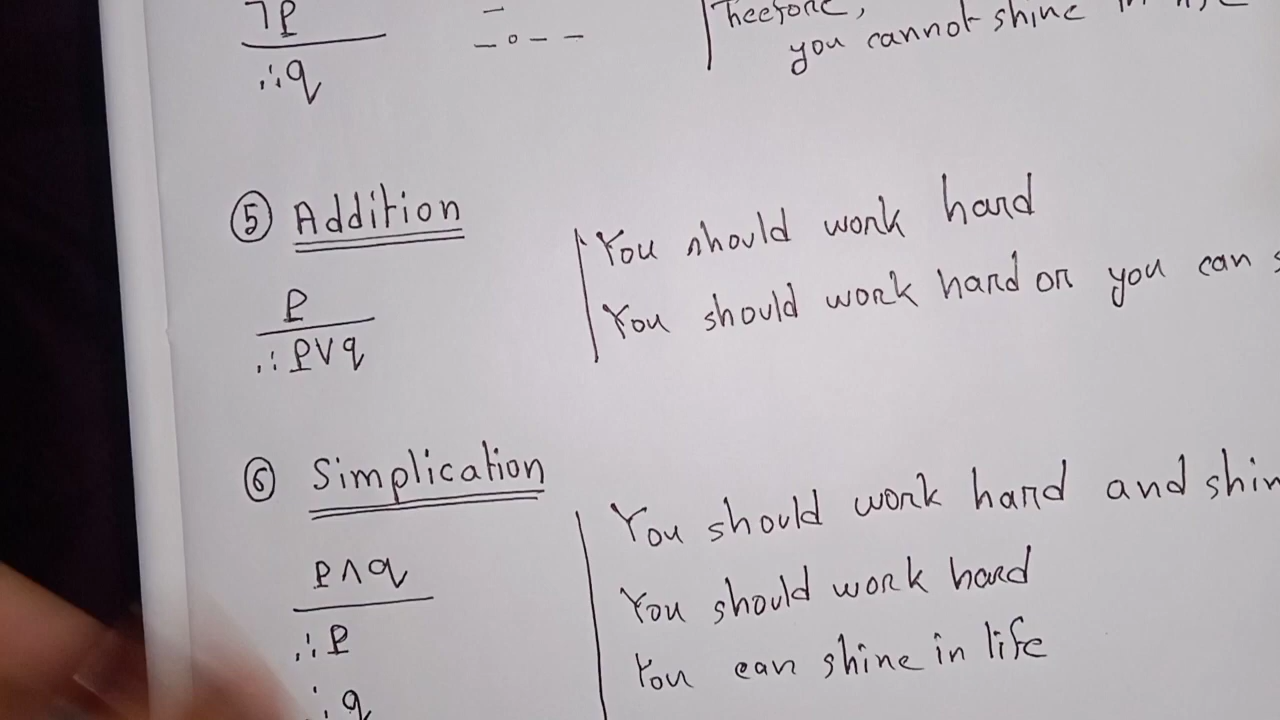 ¬P
∴q
you cannot shine
⑤ Addition
P
∴ P∨q
You should work hard
You should work hard or you can
⑥ Simplication
P∧q
∴ P
∴ q
You should work hard and shin
You should work hard
You can shine in life